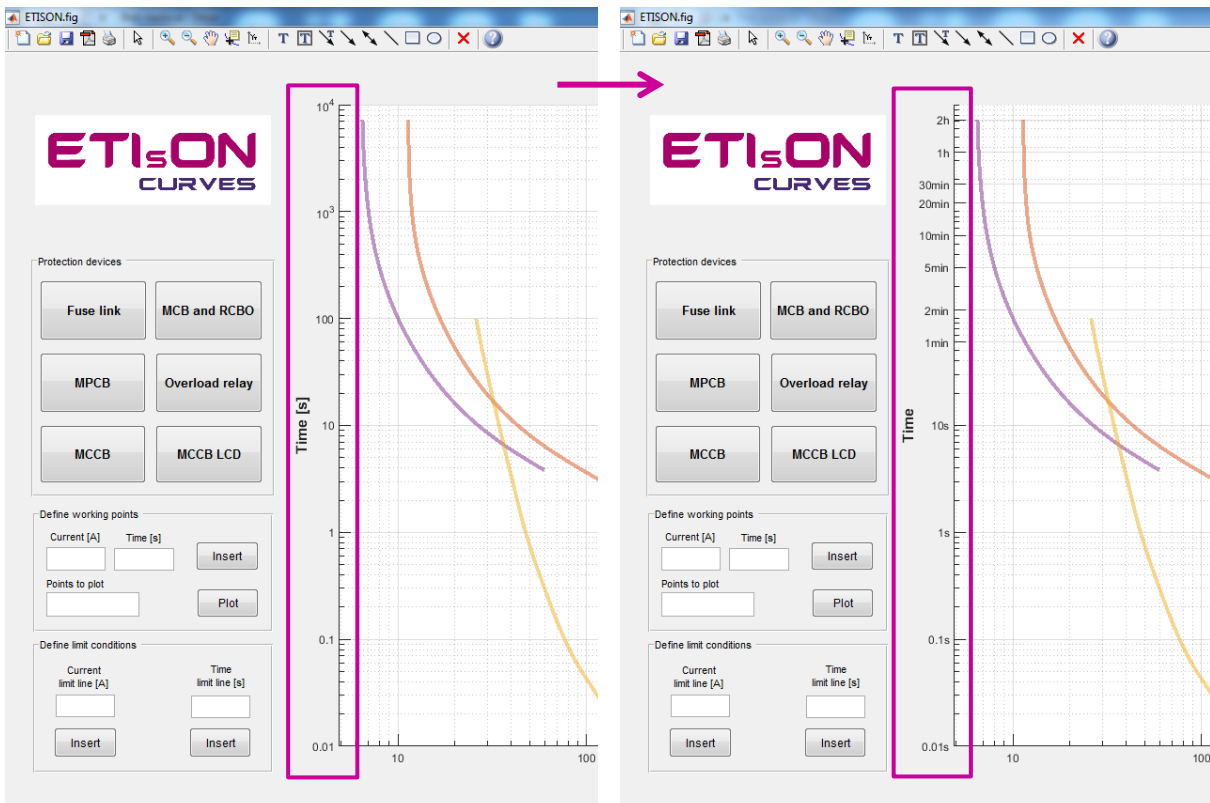 ETISON.fig
ETIsON
CURVES
Protection devices
Fuse link
MCB and RCBO
MPCB
Overload relay
MCCB
MCCB LCD
Define working points
Current [A]
Time [s]
Insert
Points to plot
Plot
Define limit conditions
Current
limit line [A]
Time
limit line [s]
Insert
Insert
10^4
10^3
100
10
1
0.1
0.01
Time [s]
10
100
ETISON.fig
ETIsON
CURVES
Protection devices
Fuse link
MCB and RCBO
MPCB
Overload relay
MCCB
MCCB LCD
Define working points
Current [A]
Time [s]
Insert
Points to plot
Plot
Define limit conditions
Current
limit line [A]
Time
limit line [s]
Insert
Insert
2h
1h
30min
20min
10min
5min
2min
1min
10s
1s
0.1s
0.01s
Time
10
100